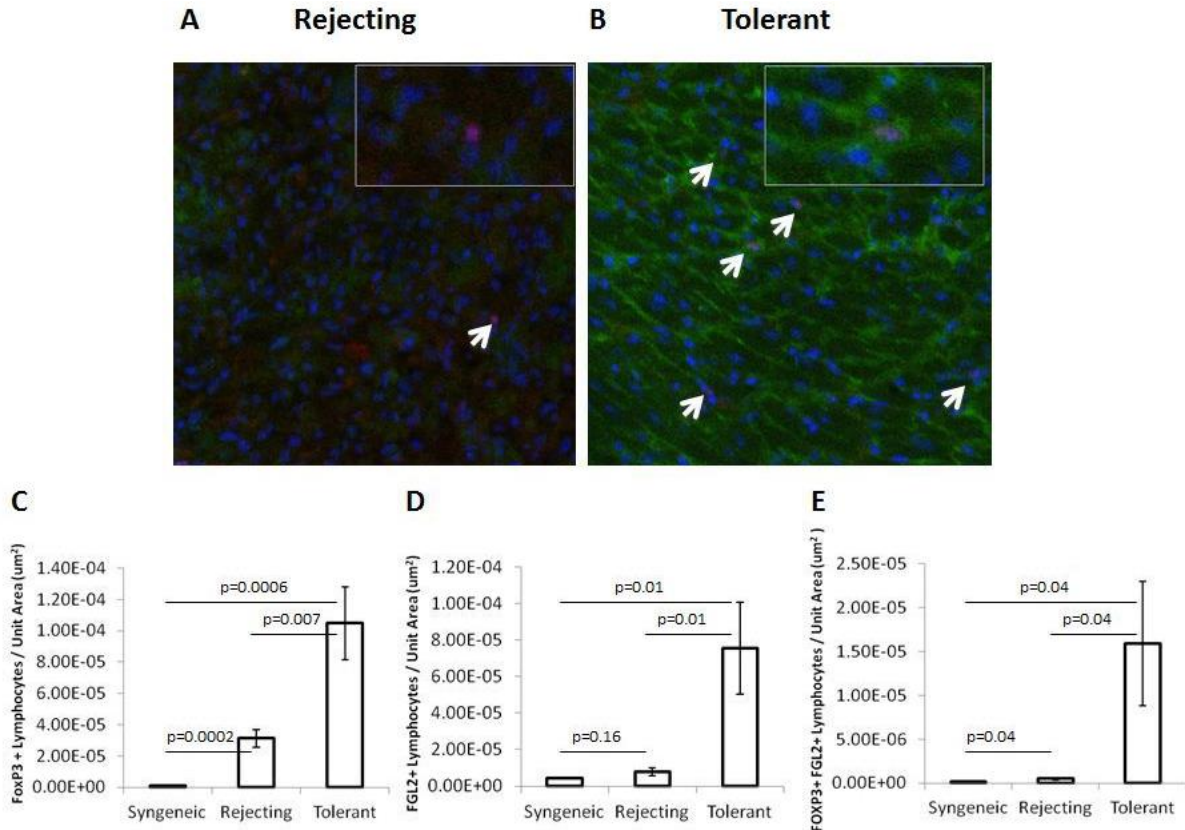 A Rejecting
B Tolerant
C
FoxP3 + Lymphocytes / Unit Area (um²)
1.40E-04
1.20E-04
1.00E-04
8.00E-05
6.00E-05
4.00E-05
2.00E-05
0.00E+00
p=0.0006
p=0.007
p=0.0002
Syngeneic Rejecting Tolerant
D
FGL2+ Lymphocytes / Unit Area (um²)
1.20E-04
1.00E-04
8.00E-05
6.00E-05
4.00E-05
2.00E-05
0.00E+00
p=0.01
p=0.01
p=0.16
Syngeneic Rejecting Tolerant
E
FOXP3+ FGL2+ Lymphocytes / Unit Area (um²)
2.50E-05
2.00E-05
1.50E-05
1.00E-05
5.00E-06
0.00E+00
p=0.04
p=0.04
p=0.04
Syngeneic Rejecting Tolerant